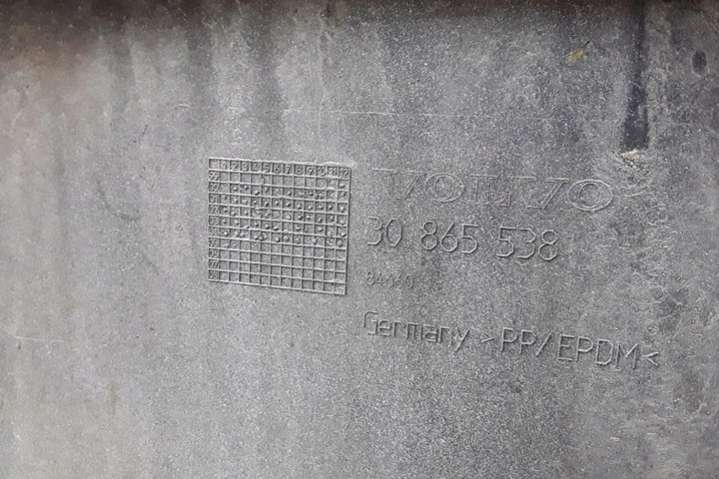 VOLVO
30 865 538
Germany >PP/EPDM<